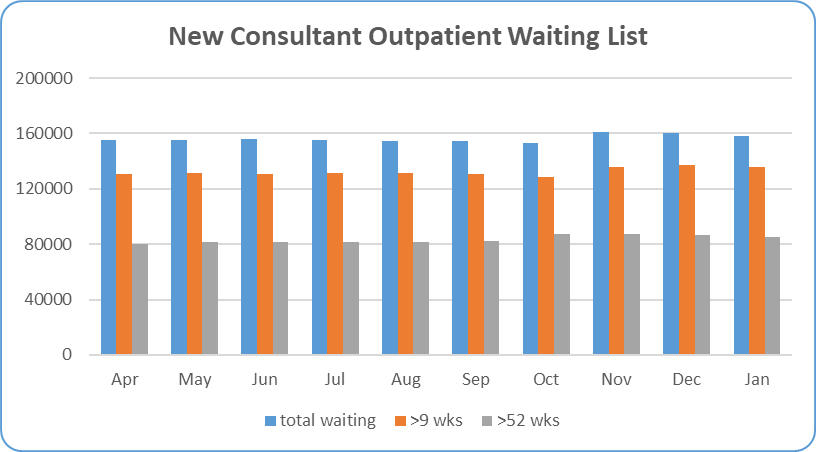 New Consultant Outpatient Waiting List
200000
160000
120000
80000
40000
0
Apr May Jun Jul Aug Sep Oct Nov Dec Jan
total waiting >9 wks >52 wks